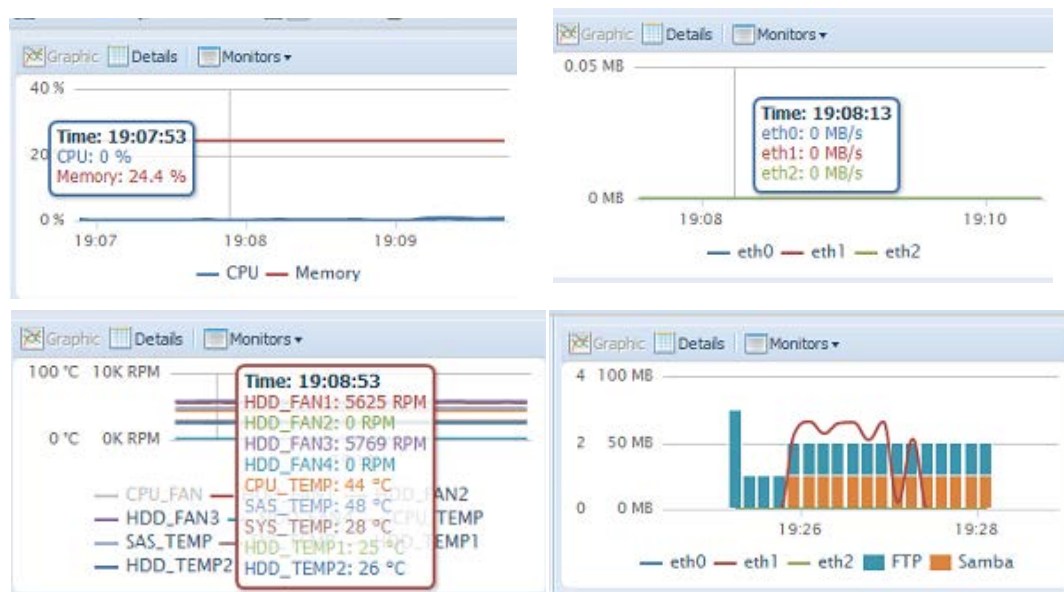 Graphic Details Monitors
40 %
Time: 19:07:53
20
CPU: 0 %
Memory: 24.4 %
0 %
19:07 19:08 19:09
CPU Memory
Graphic Details Monitors
0.05 MB
Time: 19:08:13
eth0: 0 MB/s
eth1: 0 MB/s
eth2: 0 MB/s
0 MB
19:08 19:10
eth0 eth1 eth2
Graphic Details Monitors
100 °C 10K RPM
Time: 19:08:53
HDD_FAN1: 5625 RPM
HDD_FAN2: 0 RPM
0 °C 0K RPM
HDD_FAN3: 5769 RPM
HDD_FAN4: 0 RPM
CPU_TEMP: 44 °C
SAS_TEMP: 48 °C
SYS_TEMP: 28 °C
HDD_TEMP1: 25 °C
HDD_TEMP2: 26 °C
CPU_FAN AN2
HDD_FAN3 TEMP
SAS_TEMP EMP1
HDD_TEMP2
Graphic Details Monitors
4 100 MB
2 50 MB
0 0 MB
19:26 19:28
eth0 eth1 eth2 FTP Samba